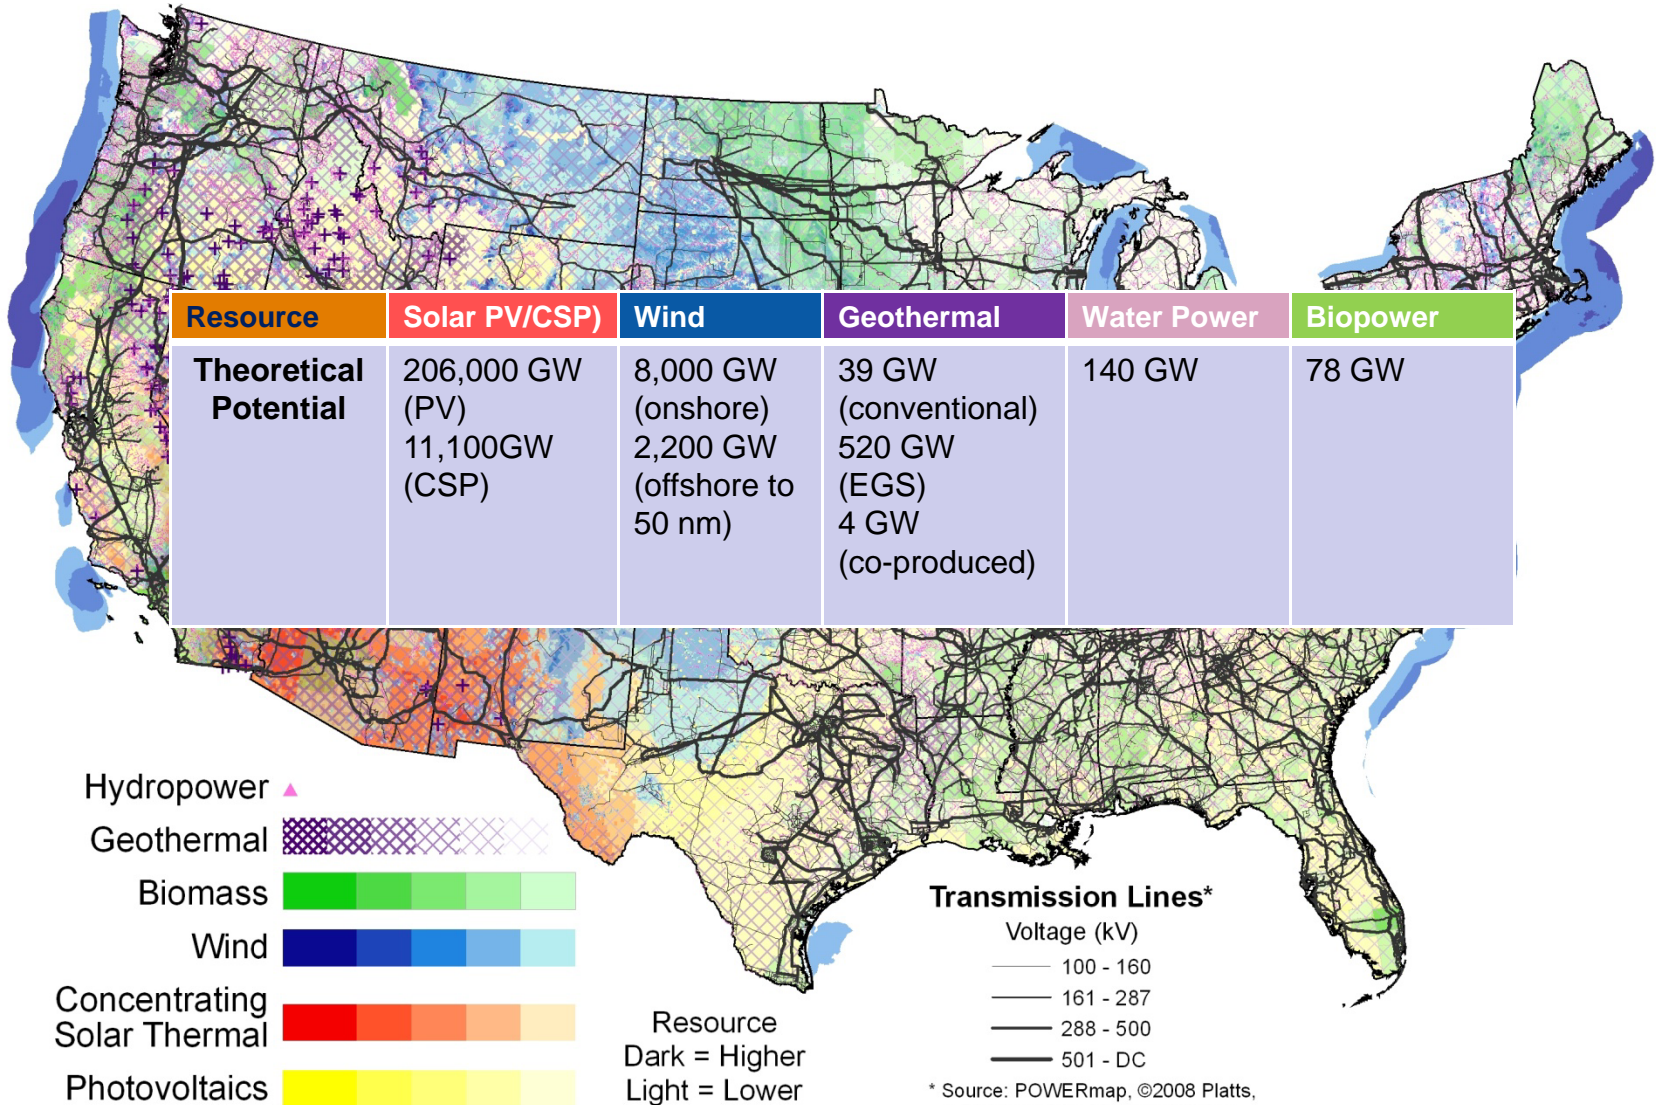 Resource
Solar PV/CSP)
Wind
Geothermal
Water Power
Biopower
Theoretical
Potential
206,000 GW
(PV)
11,100GW
(CSP)
8,000 GW
(onshore)
2,200 GW
(offshore to
50 nm)
39 GW
(conventional)
520 GW
(EGS)
4 GW
(co-produced)
140 GW
78 GW
Hydropower
Geothermal
Biomass
Wind
Concentrating
Solar Thermal
Photovoltaics
Resource
Dark = Higher
Light = Lower
Transmission Lines*
Voltage (kV)
100 - 160
161 - 287
288 - 500
501 - DC
* Source: POWERmap, ©2008 Platts,